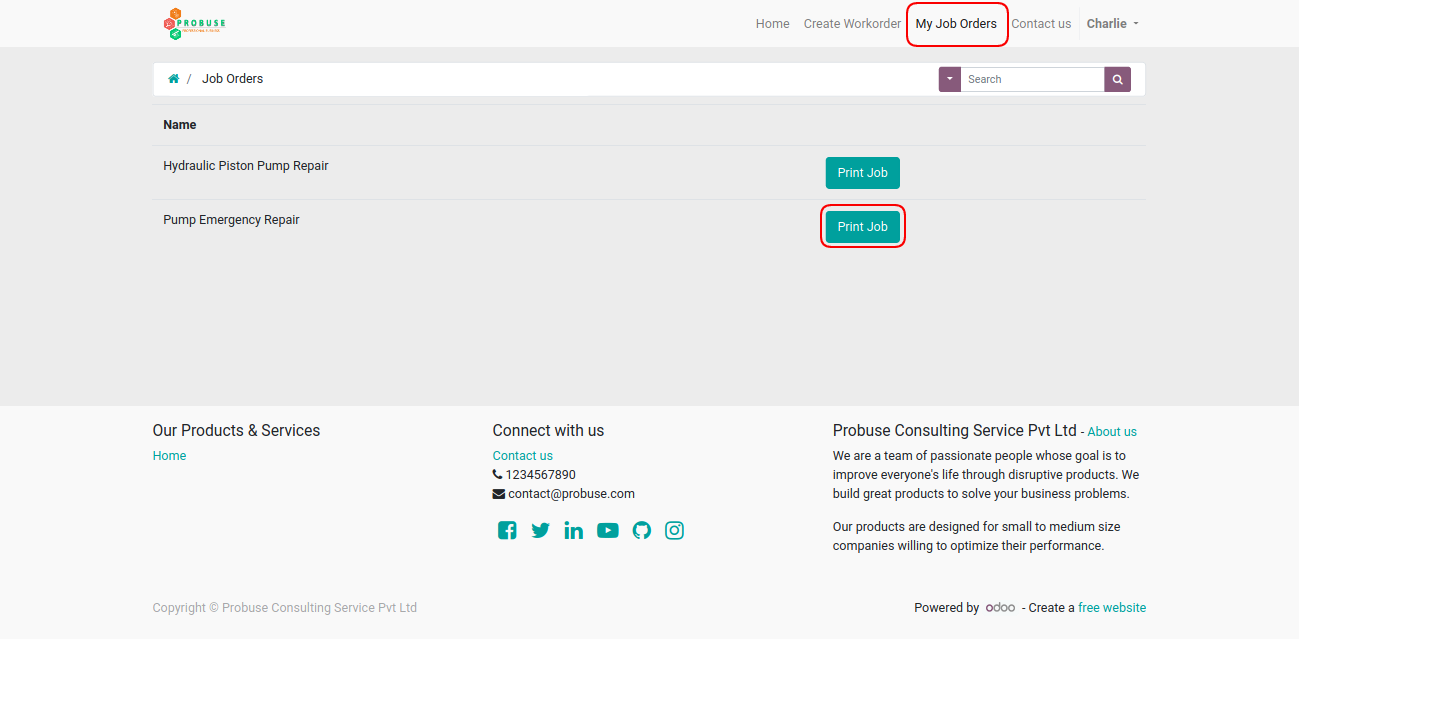 PROBUSE
Home Create Workorder My Job Orders Contact us Charlie
/ Job Orders Search
Name
Hydraulic Piston Pump Repair Print Job
Pump Emergency Repair Print Job
Our Products & Services
Home
Connect with us
Contact us
1234567890
contact@probuse.com
Probuse Consulting Service Pvt Ltd - About us
We are a team of passionate people whose goal is to
improve everyone's life through disruptive products. We
build great products to solve your business problems.
Our products are designed for small to medium size
companies willing to optimize their performance.
Copyright © Probuse Consulting Service Pvt Ltd
Powered by odoo - Create a free website